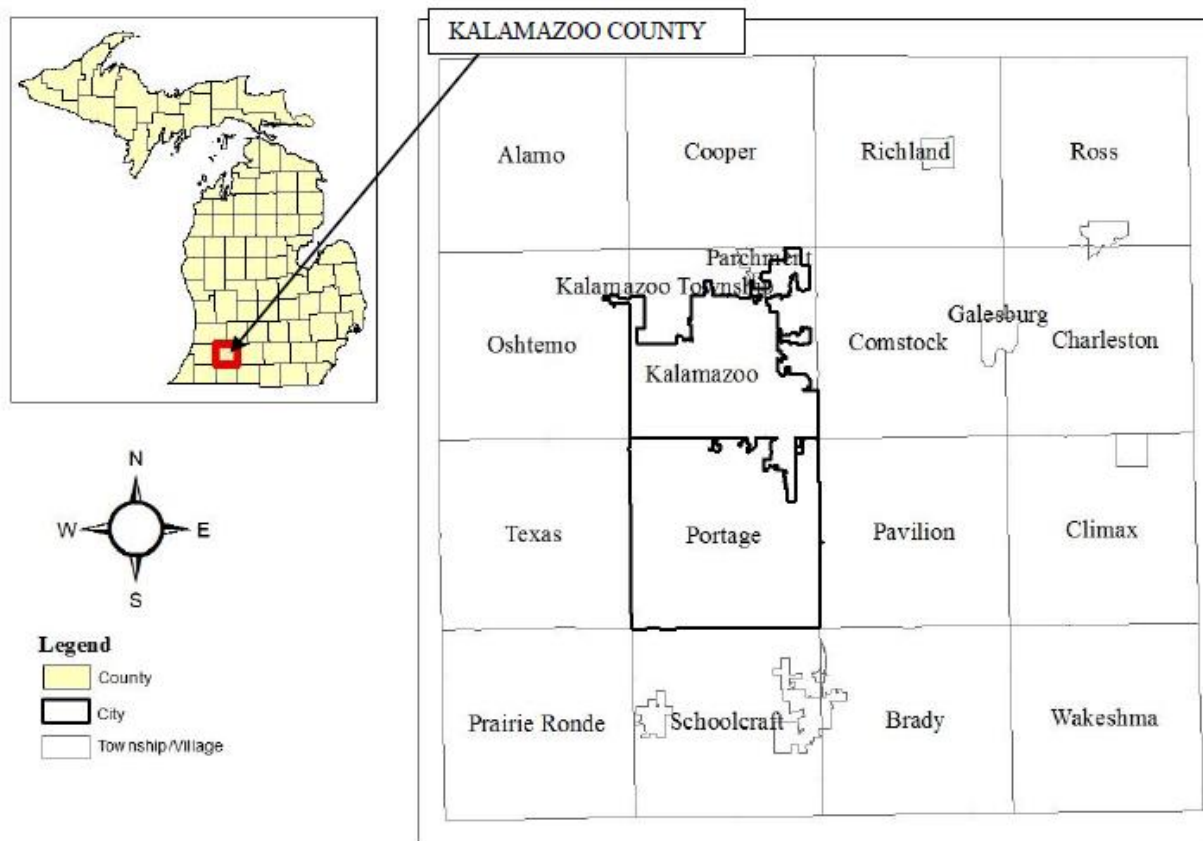 KALAMAZOO COUNTY
Alamo
Cooper
Richland
Ross
Parchment
Kalamazoo Township
Galesburg
Oshtemo
Comstock
Charleston
Kalamazoo
N
W
E
S
Texas
Portage
Pavilion
Climax
Legend
County
City
Township/Village
Prairie Ronde
Schoolcraft
Brady
Wakeshma